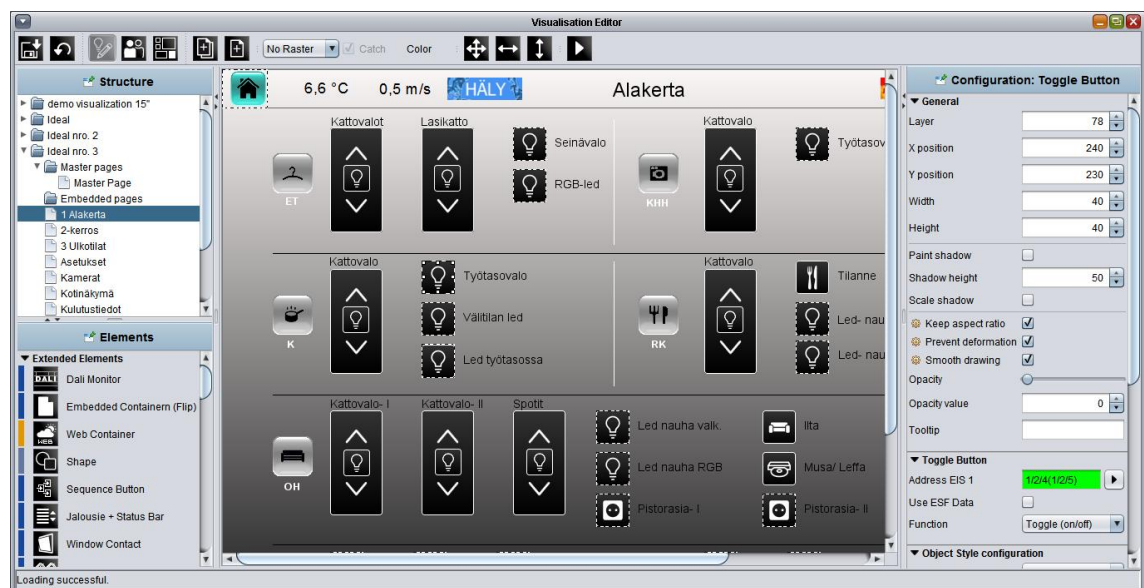 Visualisation Editor
No Raster
Catch
Color
Structure
demo visualization 15"
Ideal
Ideal nro. 2
Ideal nro. 3
Master pages
Master Page
Embedded pages
1 Alakerta
2-kerros
3 Ulkotilat
Asetukset
Kamerat
Kotinäkymä
Kulutustiedot
Elements
Extended Elements
DALI
Dali Monitor
Embedded Containern (Flip)
WEB
Web Container
Shape
Sequence Button
Jalousie + Status Bar
Window Contact
6,6 °C
0,5 m/s
HÄLY
Alakerta
Kattovalot
Lasikatto
Seinävalo
RGB-led
ET
Kattovalo
Työtasov
KHH
Kattovalo
Työtasovalo
Välitilan led
Led työtasossa
K
Kattovalo
Tilanne
Led- nau
Led- nau
RK
Kattovalo- I
Kattovalo- II
Spotit
Led nauha valk.
Led nauha RGB
Pistorasia- I
Ilta
Musa/ Leffa
Pistorasia- II
OH
Configuration: Toggle Button
General
Layer 78
X position 240
Y position 230
Width 40
Height 40
Paint shadow
Shadow height 50
Scale shadow
Keep aspect ratio
Prevent deformation
Smooth drawing
Opacity
Opacity value 0
Tooltip
Toggle Button
Address EIS 1 1/2/4(1/2/5)
Use ESF Data
Function Toggle (on/off)
Object Style configuration
Loading successful.